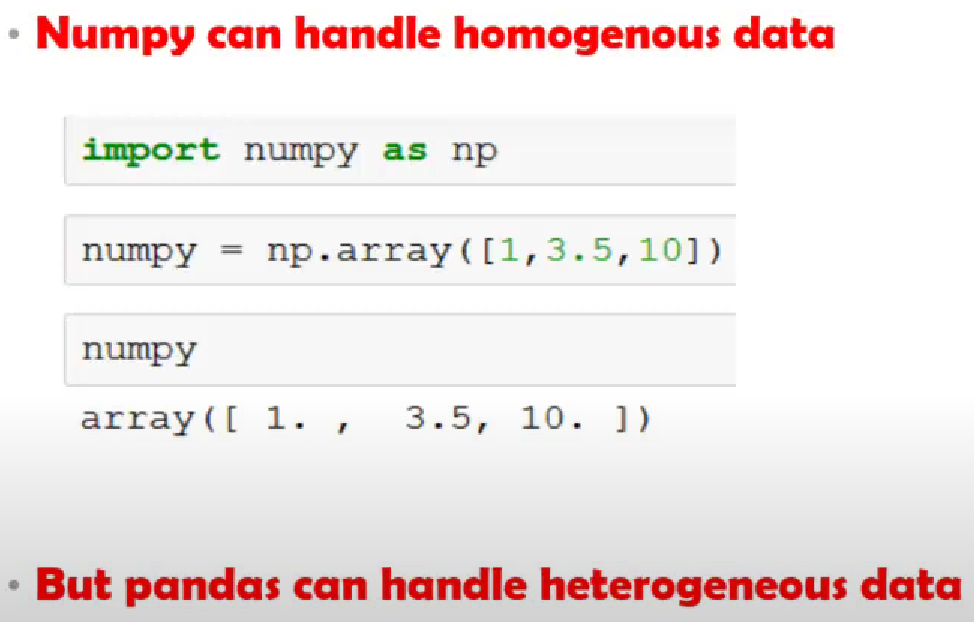 • Numpy can handle homogenous data
import numpy as np
numpy = np.array([1,3.5,10])
numpy
array([ 1. ,  3.5, 10. ])
• But pandas can handle heterogeneous data